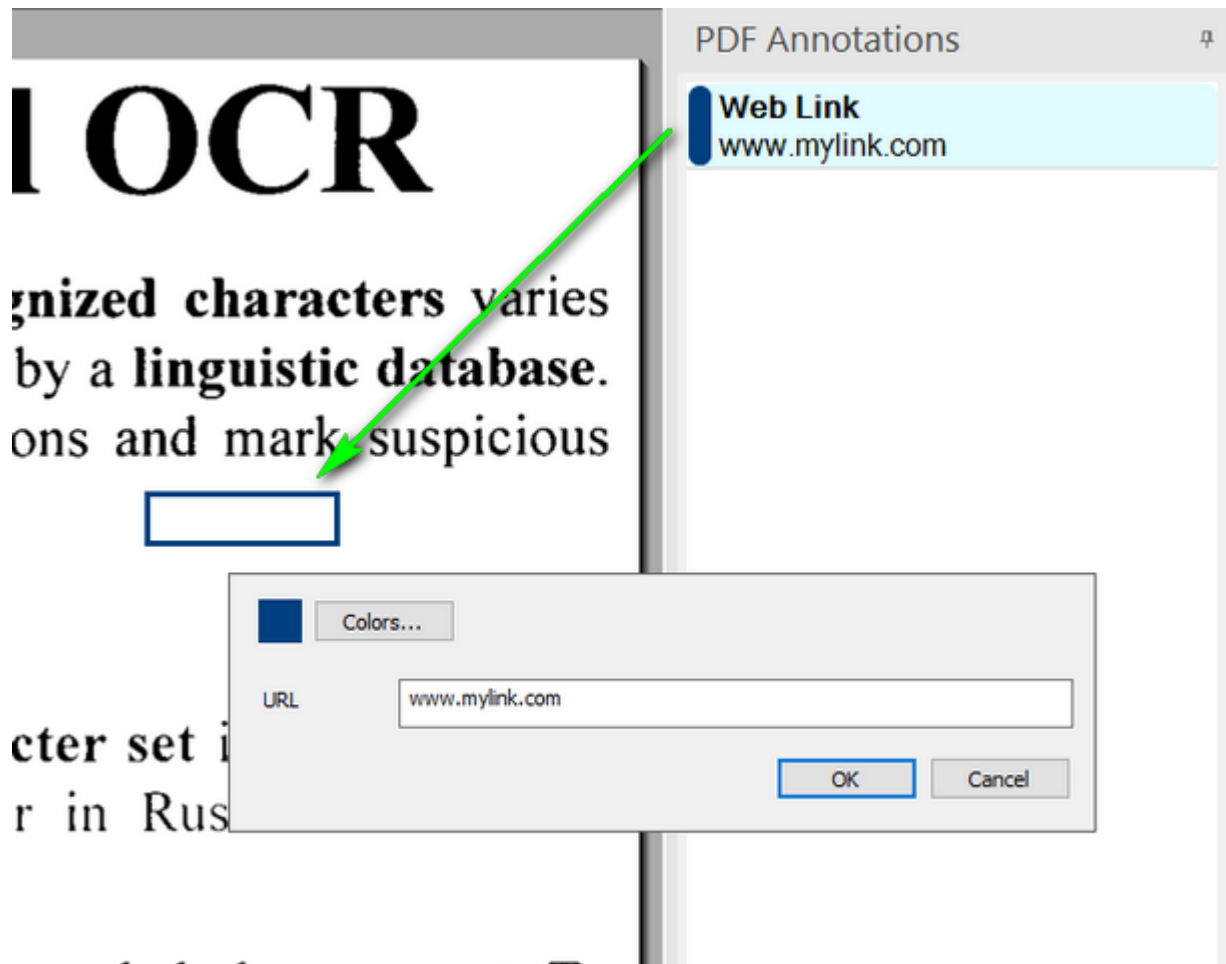 OCR
PDF Annotations
Web Link
www.mylink.com
gnized characters varies
by a linguistic database.
ons and mark suspicious
Colors...
URL www.mylink.com
OK Cancel
cter set
r in Rus